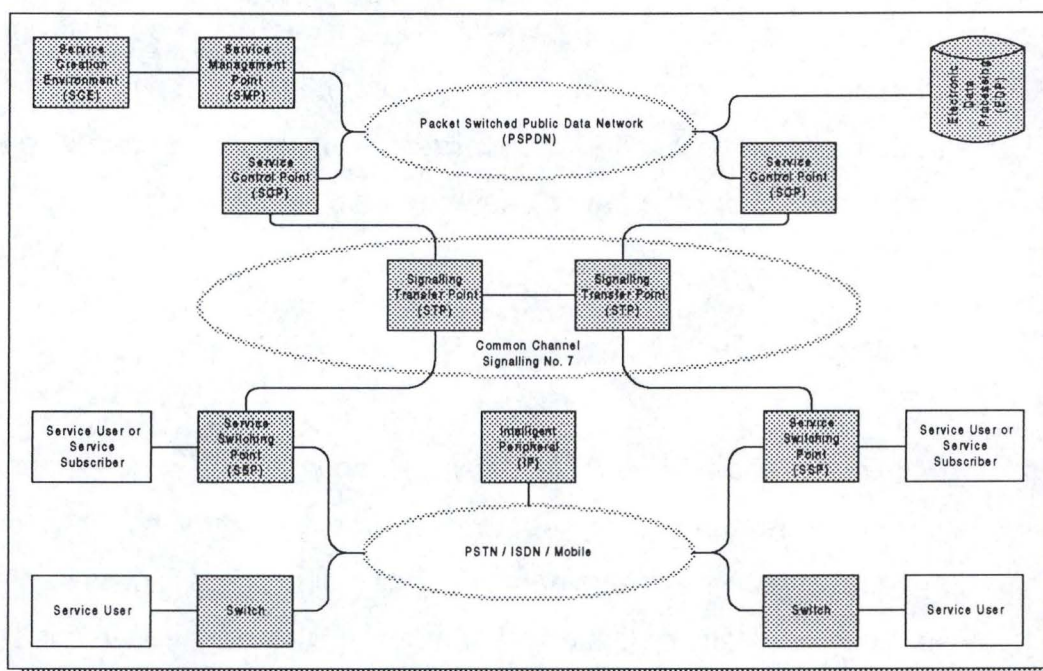 Service
Creation
Environment
(SCE)
Service
Management
Point
(SMP)
Packet Switched Public Data Network
(PSPDN)
Electronic
Data
Processing
(EDP)
Service
Control Point
(SCP)
Service
Control Point
(SCP)
Signalling
Transfer Point
(STP)
Signalling
Transfer Point
(STP)
Common Channel
Signalling No. 7
Service User or
Service
Subscriber
Service
Switching
Point
(SSP)
Intelligent
Peripheral
(IP)
Service
Switching
Point
(SSP)
Service User or
Service
Subscriber
PSTN / ISDN / Mobile
Service User
Switch
Switch
Service User